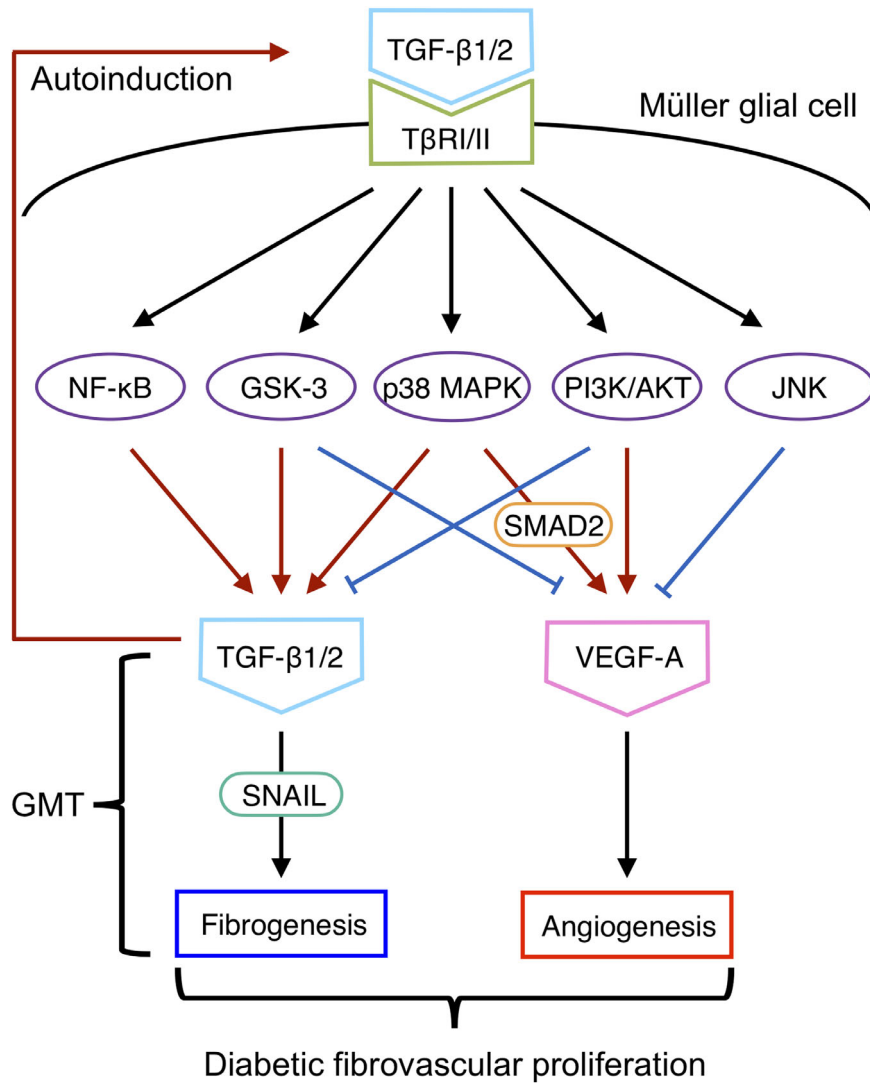 TGF-β1/2
Autoinduction
Müller glial cell
TβRI/II
NF-κB
GSK-3
p38 MAPK
PI3K/AKT
JNK
SMAD2
TGF-β1/2
VEGF-A
GMT
SNAIL
Fibrogenesis
Angiogenesis
Diabetic fibrovascular proliferation